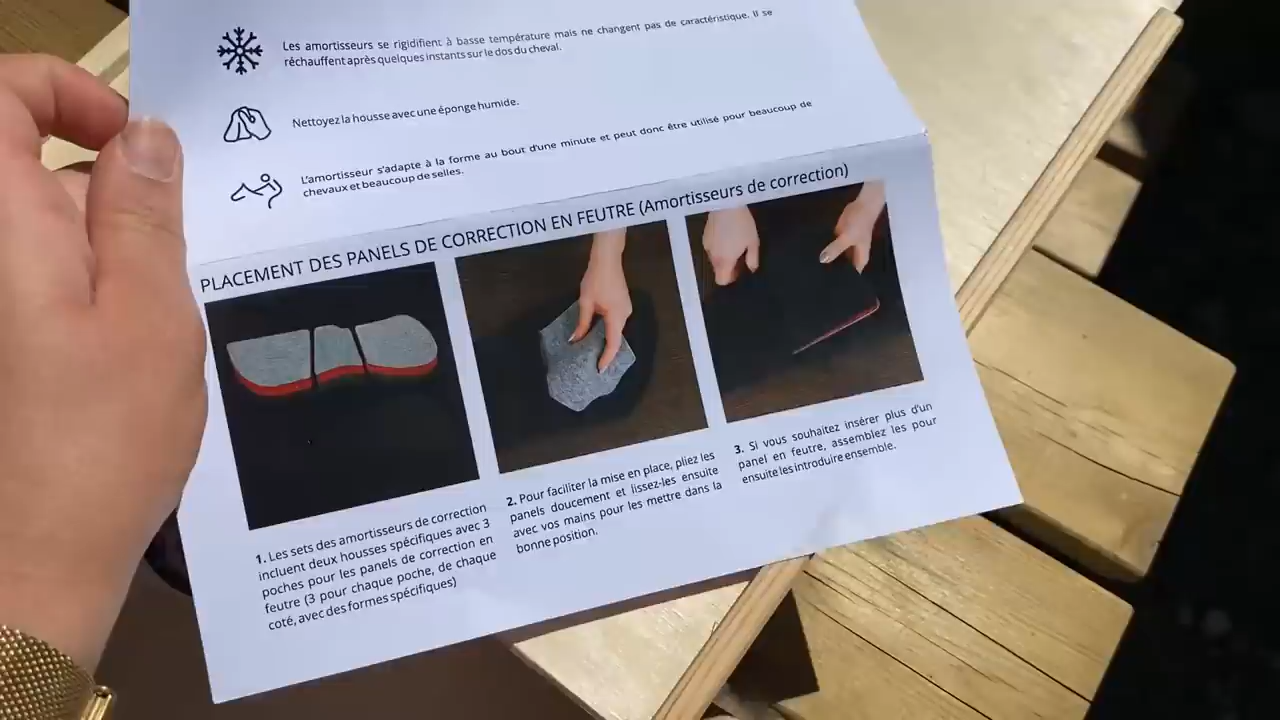 Les amortisseurs se rigidifient à basse température mais ne changent pas de caractéristique. Il se
réchauffent après quelques instants sur le dos du cheval.
Nettoyez la housse avec une éponge humide.
L'amortisseur s'adapte à la forme au bout d'une minute et peut donc être utilisé pour beaucoup de
chevaux et beaucoup de selles.
PLACEMENT DES PANELS DE CORRECTION EN FEUTRE (Amortisseurs de correction)
1. Les sets des amortisseurs de correction
incluent deux housses spécifiques avec 3
poches pour les panels de correction en
feutre (3 pour chaque poche, de chaque
coté, avec des formes spécifiques)
2. Pour faciliter la mise en place, pliez les
panels doucement et lissez-les ensuite
avec vos mains pour les mettre dans la
bonne position.
3. Si vous souhaitez insérer plus d'un
panel en feutre, assemblez les pour
ensuite les introduire ensemble.